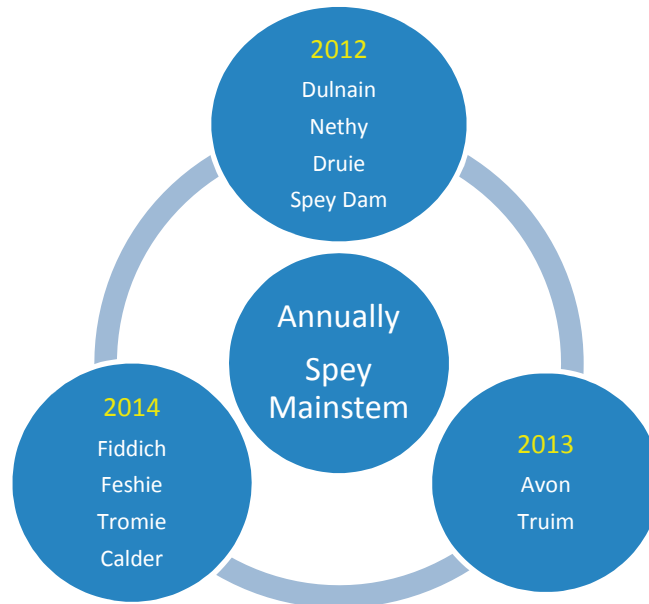 2012
Dulnain
Nethy
Druie
Spey Dam
Annually
Spey
Mainstem
2014
Fiddich
Feshie
Tromie
Calder
2013
Avon
Truim